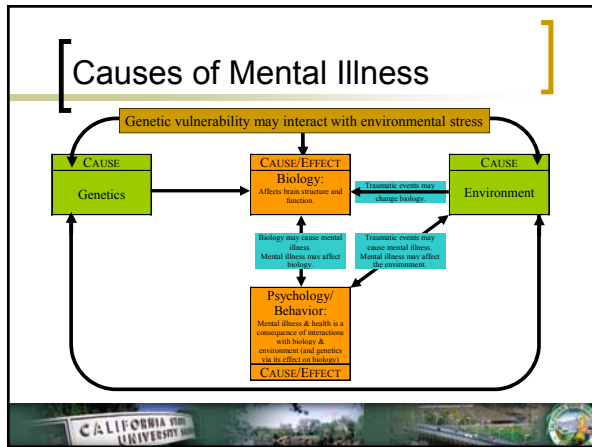 Causes of Mental Illness
Genetic vulnerability may interact with environmental stress
CAUSE
Genetics
CAUSE/EFFECT
Biology:
Affects brain structure and
function.
Traumatic events may
change biology.
CAUSE
Environment
Biology may cause mental
illness.
Mental illness may affect
biology.
Traumatic events may
cause mental illness.
Mental illness may affect
the environment.
Psychology/
Behavior:
Mental illness & health is a
consequence of interactions
with biology &
environment (and genetics
via its effect on biology)
CAUSE/EFFECT
CALIFORNIA STATE
UNIVERSITY